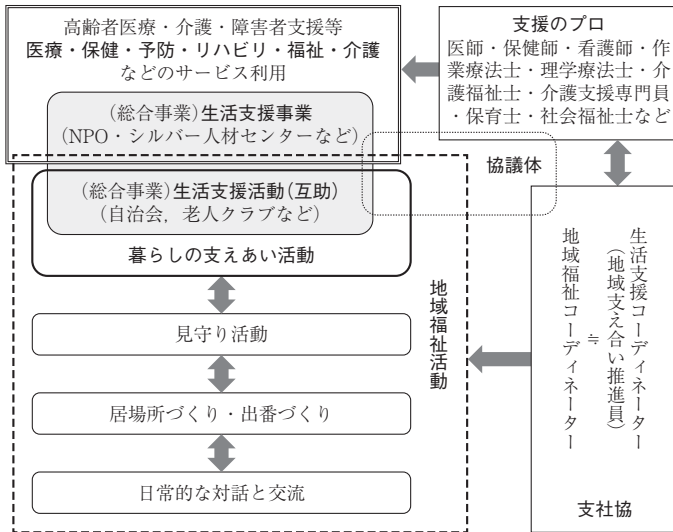 高齢者医療・介護・障害者支援等
医療・保健・予防・リハビリ・福祉・介護
などのサービス利用
(総合事業)生活支援事業
(NPO・シルバー人材センターなど)
(総合事業)生活支援活動(互助)
(自治会，老人クラブなど)
暮らしの支えあい活動
見守り活動
居場所づくり・出番づくり
日常的な対話と交流
地域福祉活動
協議体
支援のプロ
医師・保健師・看護師・作
業療法士・理学療法士・介
護福祉士・介護支援専門員
・保育士・社会福祉士など
生活支援コーディネーター
(地域支え合い推進員)
≒
地域福祉コーディネーター
支社協